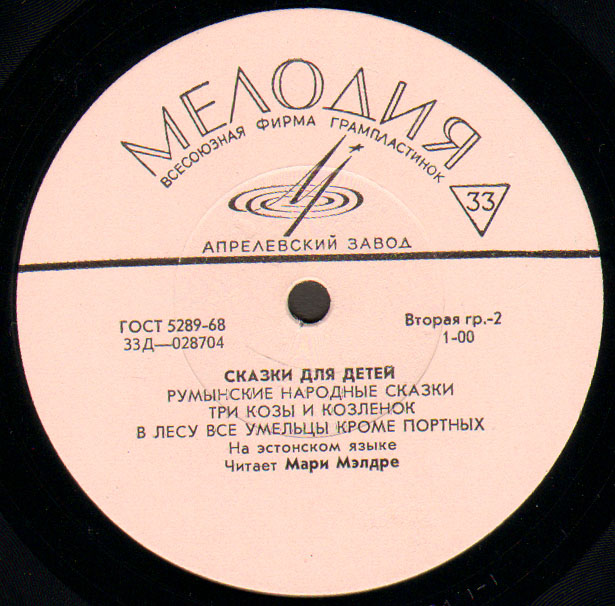 МЕЛОДИЯ
ВСЕСОЮЗНАЯ ФИРМА ГРАМПЛАСТИНОК
33
АПРЕЛЕВСКИЙ ЗАВОД
ГОСТ 5289-68
Вторая гр.-2
33Д—028704
1-00
СКАЗКИ ДЛЯ ДЕТЕЙ
РУМЫНСКИЕ НАРОДНЫЕ СКАЗКИ
ТРИ КОЗЫ И КОЗЛЕНОК
В ЛЕСУ ВСЕ УМЕЛЬЦЫ КРОМЕ ПОРТНЫХ
На эстонском языке
Читает Мари Мэлдре